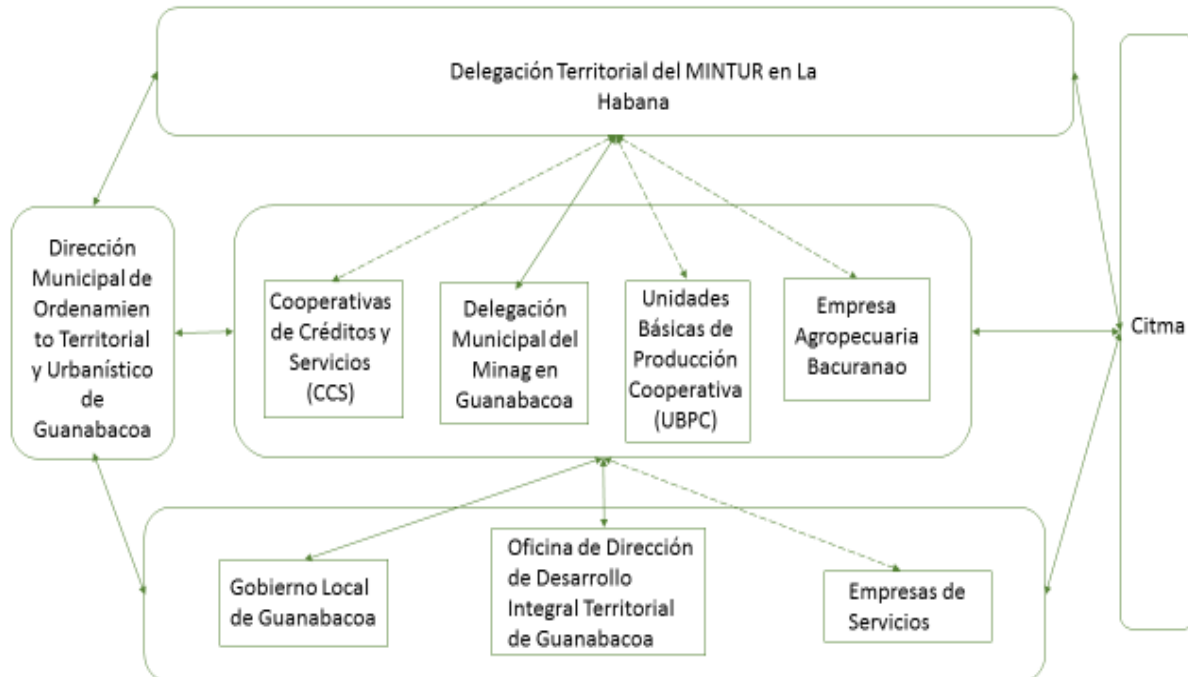 Delegación Territorial del MINTUR en La
Habana
Dirección
Municipal de
Ordenamien
to Territorial
y Urbanístico
de
Guanabacoa
Cooperativas
de Créditos y
Servicios
(CCS)
Delegación
Municipal del
Minag en
Guanabacoa
Unidades
Básicas de
Producción
Cooperativa
(UBPC)
Empresa
Agropecuaria
Bacuranao
Citma
Gobierno Local
de Guanabacoa
Oficina de Dirección
de Desarrollo
Integral Territorial
de Guanabacoa
Empresas de
Servicios